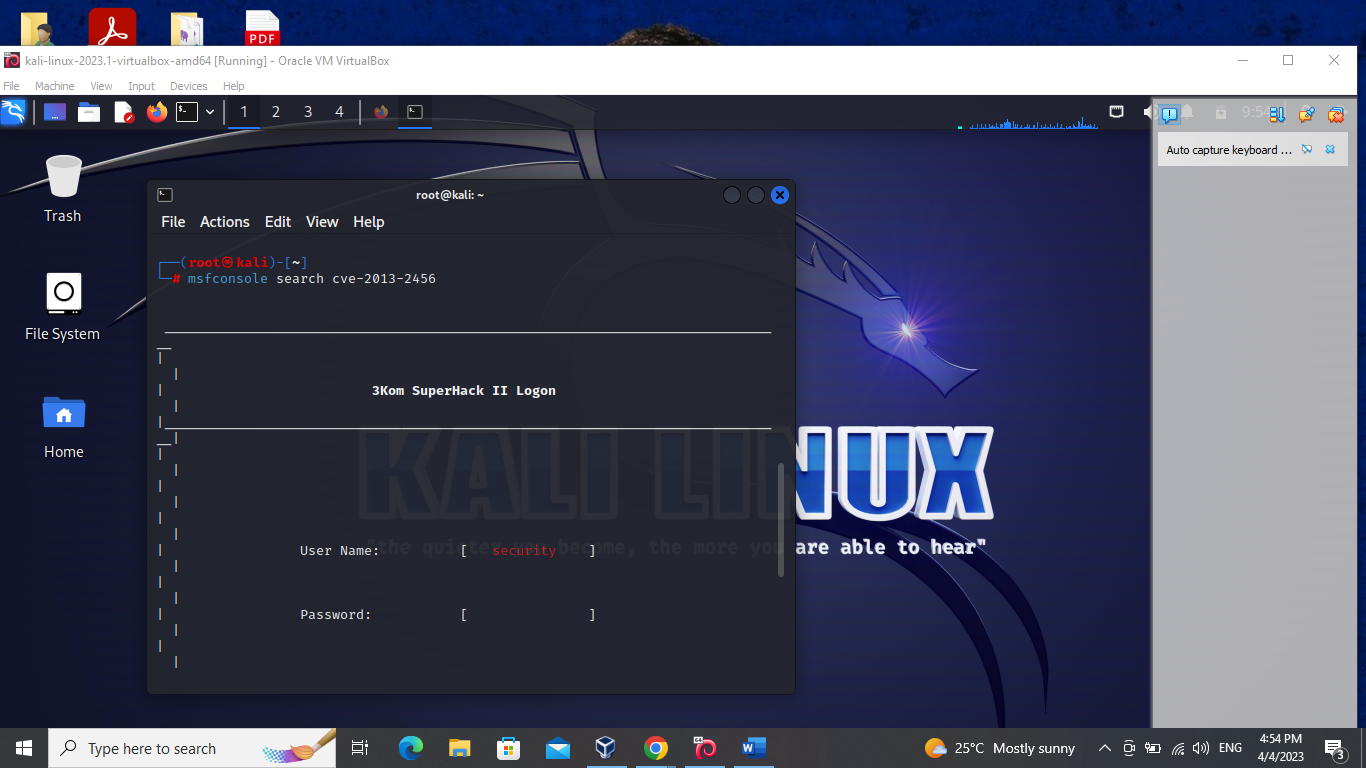 PDF
kali-linux-2023.1-virtualbox-amd64 [Running] - Oracle VM VirtualBox
File Machine View Input Devices Help
1 2 3 4
9:54
Auto capture keyboard ...
Trash
File System
Home
root@kali: ~
File Actions Edit View Help
(root㉿kali)-[~]
# msfconsole search cve-2013-2456
3Kom SuperHack II Logon
User Name: [ security ]
Password: [ ]
KALI LINUX
"the quieter you become, the more you are able to hear"
Type here to search
25°C Mostly sunny
ENG
4:54 PM
4/4/2023
3